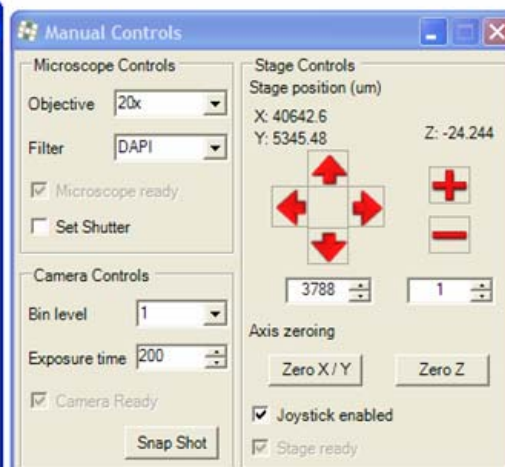 Manual Controls
Microscope Controls
Objective 20x
Filter DAPI
Microscope ready
Set Shutter
Camera Controls
Bin level 1
Exposure time 200
Camera Ready
Snap Shot
Stage Controls
Stage position (um)
X: 40642.6
Y: 5345.48
Z: -24.244
3788 1
Axis zeroing
Zero X / Y Zero Z
Joystick enabled
Stage ready